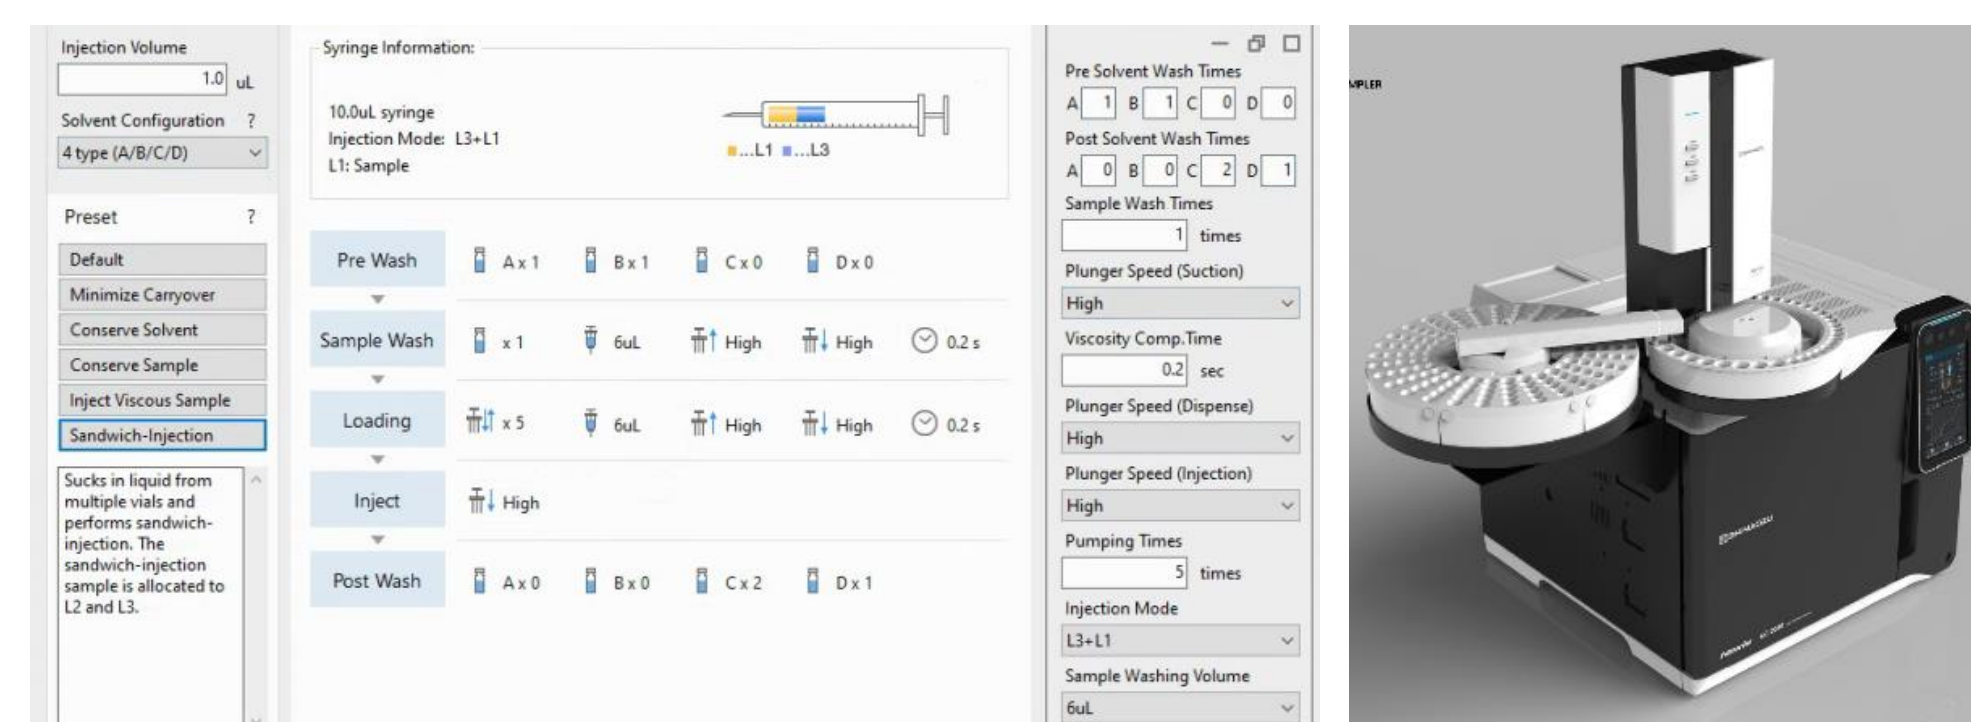 Injection Volume
1.0 uL
Solvent Configuration ?
4 type (A/B/C/D)
Preset ?
Default
Minimize Carryover
Conserve Solvent
Conserve Sample
Inject Viscous Sample
Sandwich-Injection
Sucks in liquid from
multiple vials and
performs sandwich-
injection. The
sandwich-injection
sample is allocated to
L2 and L3.
Syringe Information:
10.0uL syringe
Injection Mode: L3+L1
L1: Sample
...L1 ...L3
Pre Wash A x 1 B x 1 C x 0 D x 0
Sample Wash x 1 6uL High High 0.2 s
Loading x 5 6uL High High 0.2 s
Inject High
Post Wash A x 0 B x 0 C x 2 D x 1
Pre Solvent Wash Times
A 1 B 1 C 0 D 0
Post Solvent Wash Times
A 0 B 0 C 2 D 1
Sample Wash Times
1 times
Plunger Speed (Suction)
High
Viscosity Comp.Time
0.2 sec
Plunger Speed (Dispense)
High
Plunger Speed (Injection)
High
Pumping Times
5 times
Injection Mode
L3+L1
Sample Washing Volume
6uL
MPLER
SHIMADZU